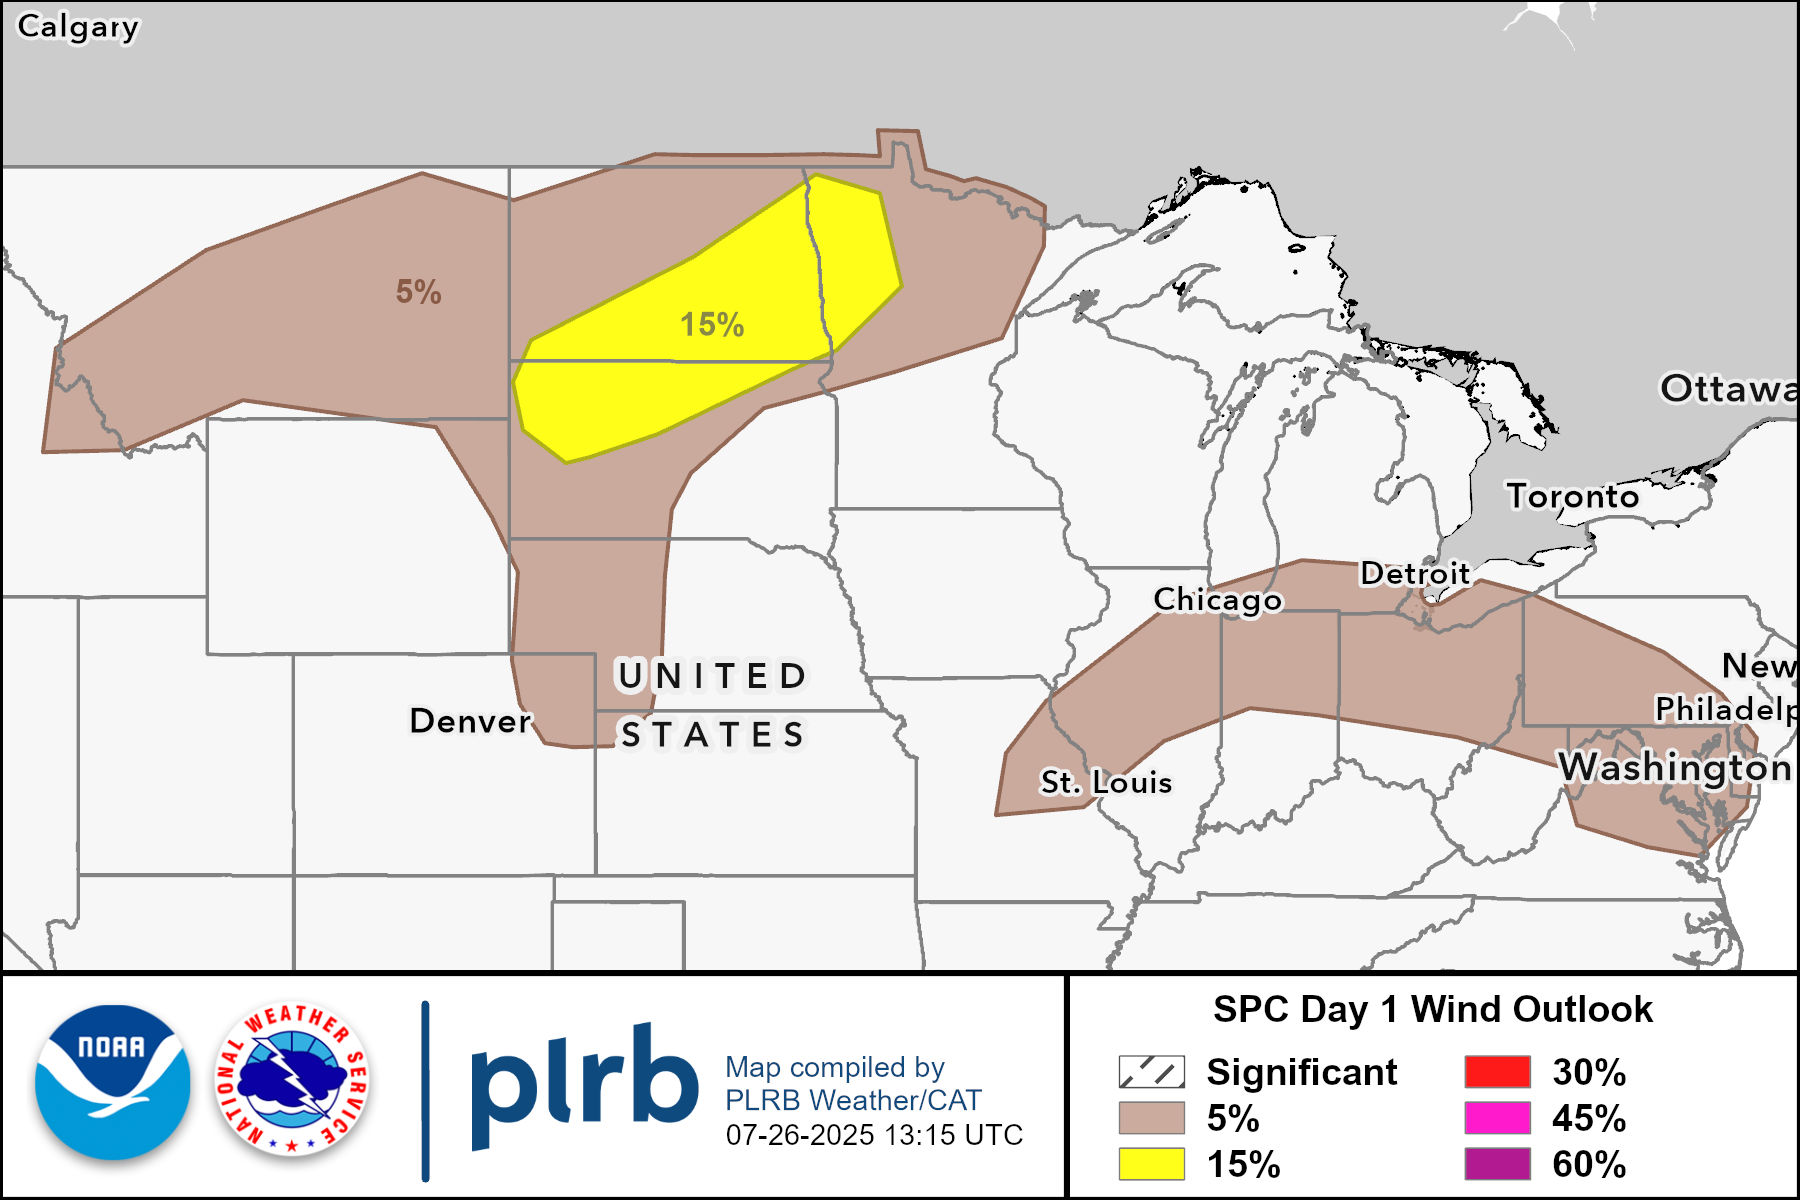 Calgary
5%
15%
Ottawa
Toronto
Detroit
Chicago
New
UNITED
Philadelp
Denver
STATES
Washington
St. Louis
NOAA
NATIONAL WEATHER SERVICE
plrb
Map compiled by
PLRB Weather/CAT
07-26-2025 13:15 UTC
SPC Day 1 Wind Outlook
Significant
30%
5%
45%
15%
60%